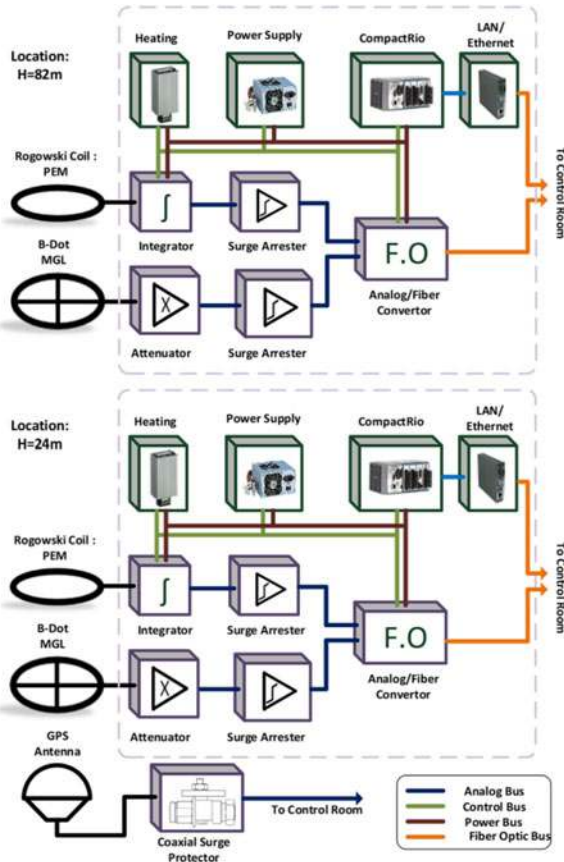 Location:
H=82m
Heating
Power Supply
CompactRio
LAN/
Ethernet
Rogowski Coil :
PEM
∫
Integrator
Surge Arrester
F.O
Analog/Fiber
Convertor
B-Dot
MGL
X
Attenuator
Surge Arrester
To Control Room
Location:
H=24m
Heating
Power Supply
CompactRio
LAN/
Ethernet
Rogowski Coil :
PEM
∫
Integrator
Surge Arrester
F.O
Analog/Fiber
Convertor
B-Dot
MGL
X
Attenuator
Surge Arrester
To Control Room
GPS
Antenna
Coaxial Surge
Protector
To Control Room
Analog Bus
Control Bus
Power Bus
Fiber Optic Bus